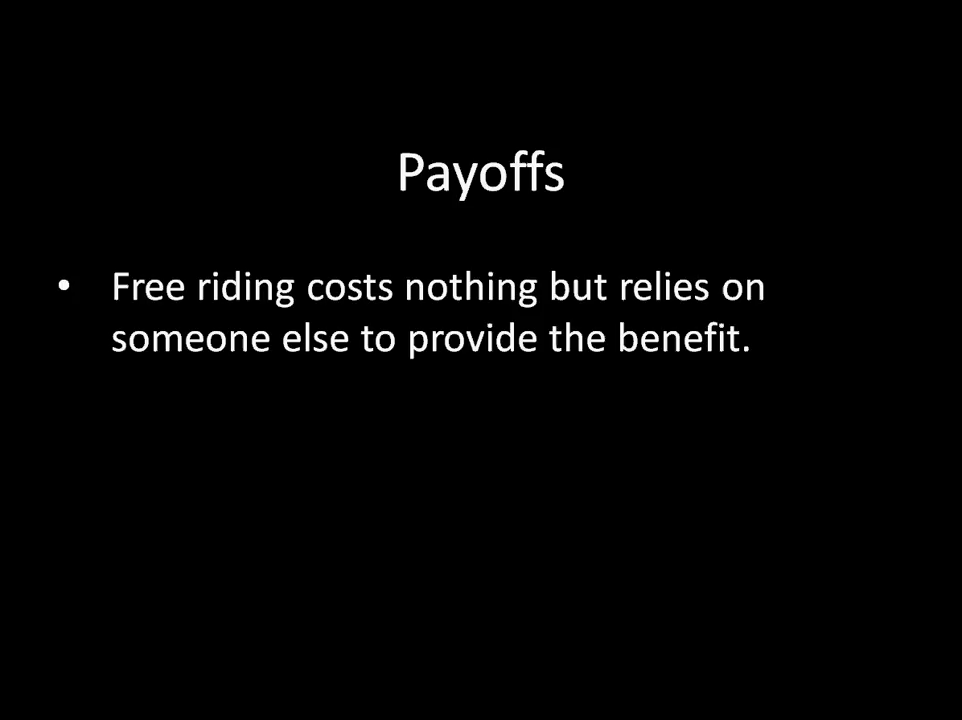 Payoffs
• Free riding costs nothing but relies on
someone else to provide the benefit.